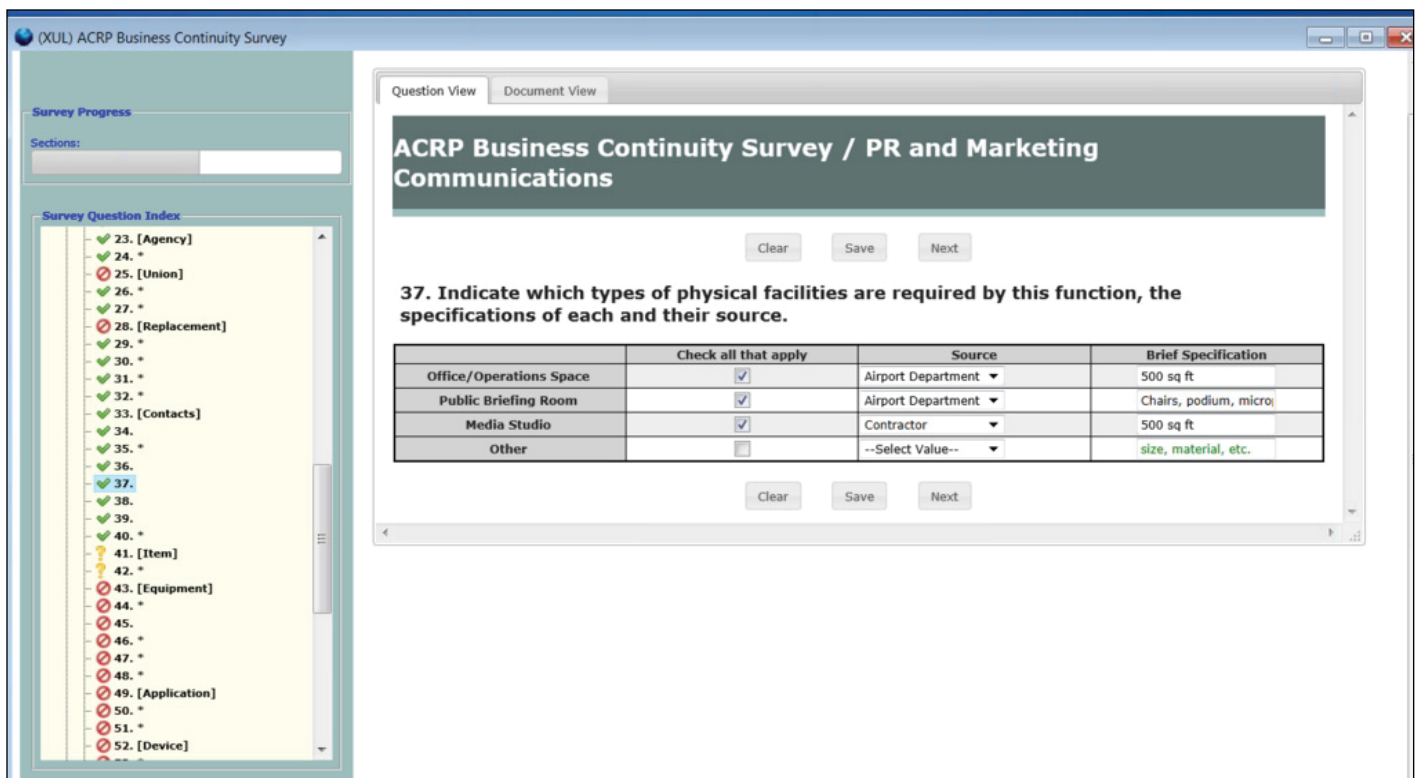 (XUL) ACRP Business Continuity Survey
Survey Progress
Sections:
Survey Question Index
23. [Agency]
24. *
25. [Union]
26. *
27. *
28. [Replacement]
29. *
30. *
31. *
32. *
33. [Contacts]
34.
35. *
36.
37.
38.
39.
40. *
41. [Item]
42. *
43. [Equipment]
44. *
45.
46. *
47. *
48. *
49. [Application]
50. *
51. *
52. [Device]
Question View Document View
ACRP Business Continuity Survey / PR and Marketing
Communications
Clear Save Next
37. Indicate which types of physical facilities are required by this function, the
specifications of each and their source.
Check all that apply Source Brief Specification
Office/Operations Space Airport Department 500 sq ft
Public Briefing Room Airport Department Chairs, podium,
Media Studio Contractor 500 sq ft
Other --Select Value-- size, material, etc.
Clear Save Next